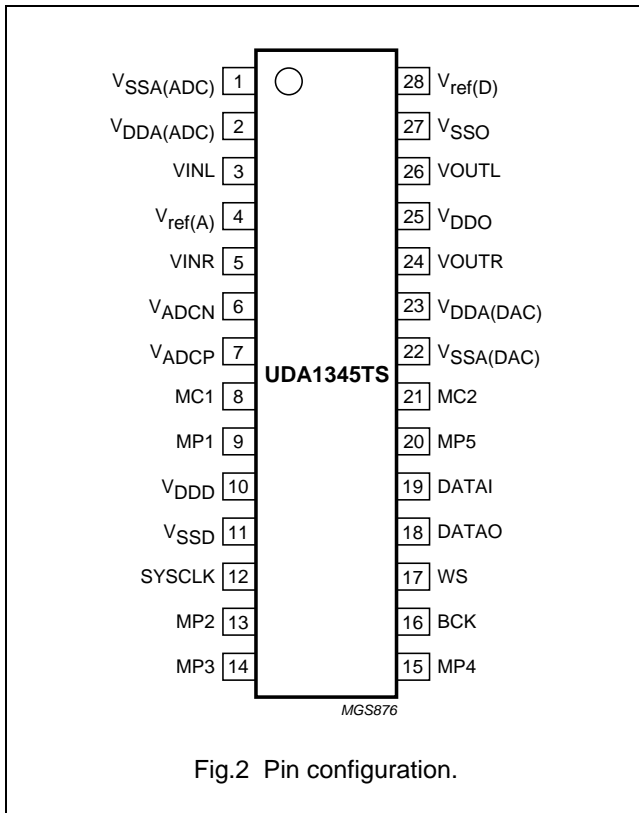 VSSA(ADC) 1 28 Vref(D)
VDDA(ADC) 2 27 VSSO
VINL 3 26 VOUTL
Vref(A) 4 25 VDDO
VINR 5 24 VOUTR
VADCN 6 23 VDDA(DAC)
VADCP 7 22 VSSA(DAC)
UDA1345TS
MC1 8 21 MC2
MP1 9 20 MP5
VDDD 10 19 DATAI
VSSD 11 18 DATAO
SYSCLK 12 17 WS
MP2 13 16 BCK
MP3 14 15 MP4
MGS876
Fig.2 Pin configuration.